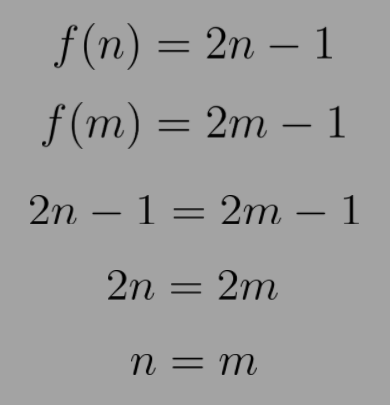 f(n) = 2n − 1
f(m) = 2m − 1
2n − 1 = 2m − 1
2n = 2m
n = m